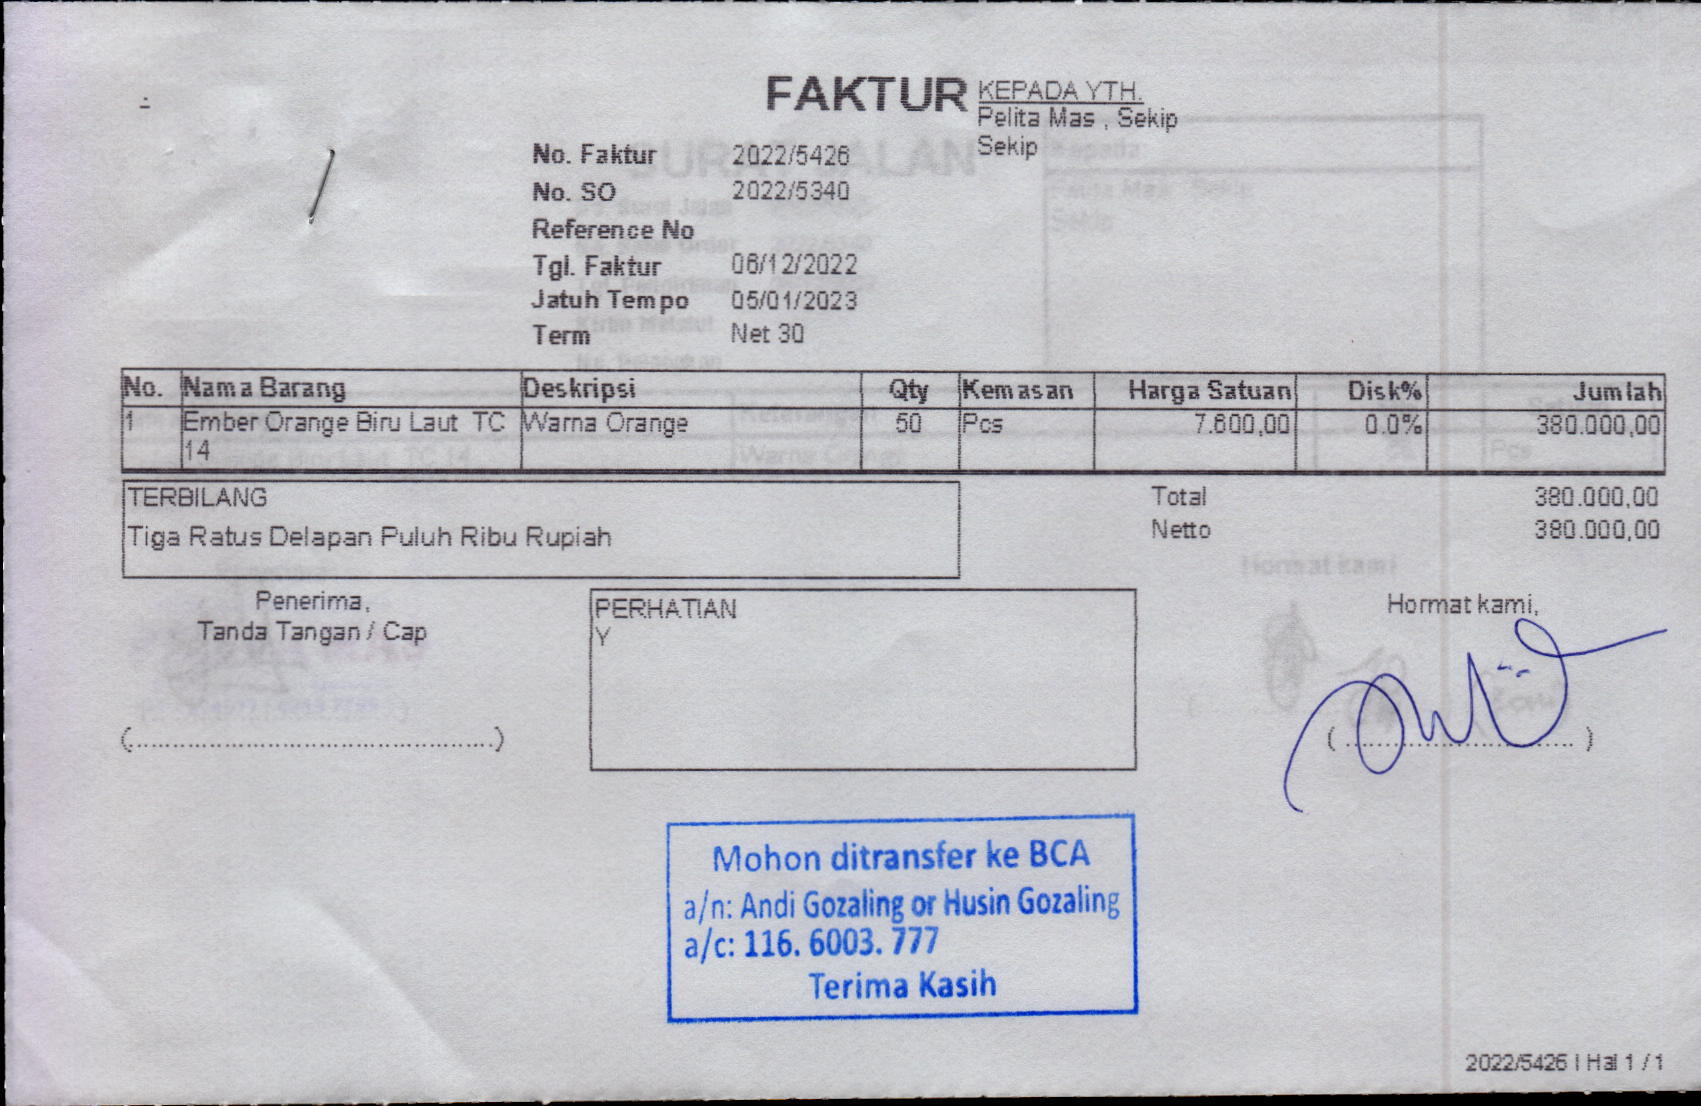 FAKTUR
KEPADA YTH.
Pelita Mas , Sekip
Sekip
No. Faktur 2022/5426
No. SO 2022/5340
Reference No
Tgl. Faktur 06/12/2022
Jatuh Tempo 05/01/2023
Term Net 30
No. Nama Barang Deskripsi Qty Kemasan Harga Satuan Disk% Jumlah
1 Ember Orange Biru Laut TC Warna Orange 50 Pcs 7.600,00 0.0% 380.000,00
14
TERBILANG
Tiga Ratus Delapan Puluh Ribu Rupiah
Total 380.000,00
Netto 380.000,00
Penerima,
Tanda Tangan / Cap
PERHATIAN
Y
Hormat kami,
Mohon ditransfer ke BCA
a/n: Andi Gozaling or Husin Gozaling
a/c: 116. 6003. 777
Terima Kasih
2022/5426 | Hal 1 / 1